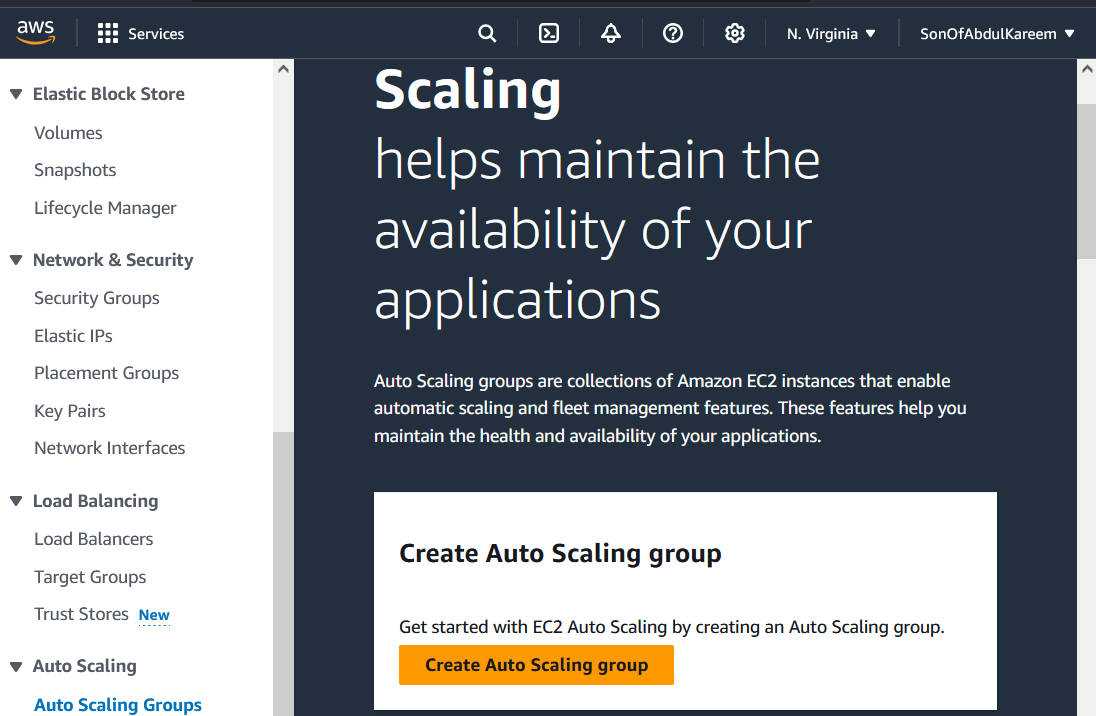 aws
Services
N. Virginia
SonOfAbdulKareem
Elastic Block Store
Volumes
Snapshots
Lifecycle Manager
Network & Security
Security Groups
Elastic IPs
Placement Groups
Key Pairs
Network Interfaces
Load Balancing
Load Balancers
Target Groups
Trust Stores New
Auto Scaling
Auto Scaling Groups
Scaling
helps maintain the
availability of your
applications
Auto Scaling groups are collections of Amazon EC2 instances that enable
automatic scaling and fleet management features. These features help you
maintain the health and availability of your applications.
Create Auto Scaling group
Get started with EC2 Auto Scaling by creating an Auto Scaling group.
Create Auto Scaling group